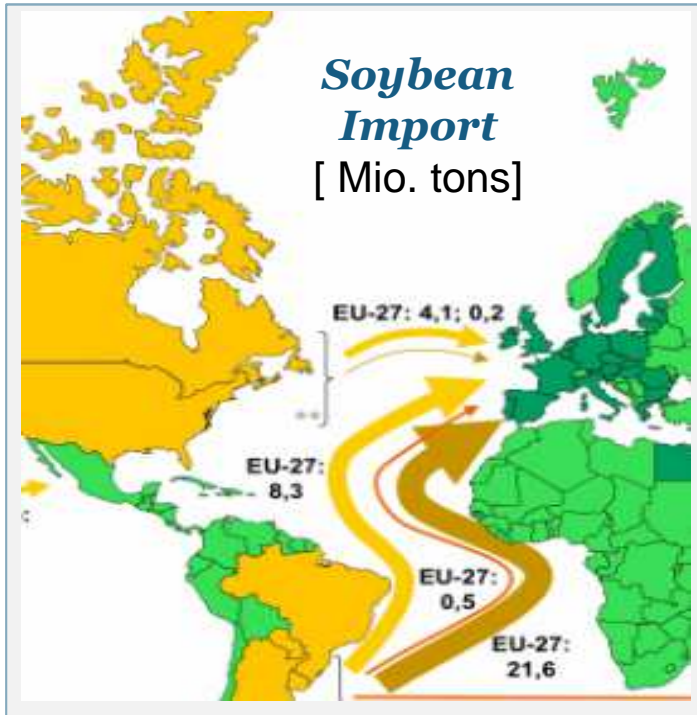 Soybean
Import
[ Mio. tons]
EU-27: 4,1; 0,2
EU-27:
8,3
:
EU-27:
0,5
EU-27:
21,6